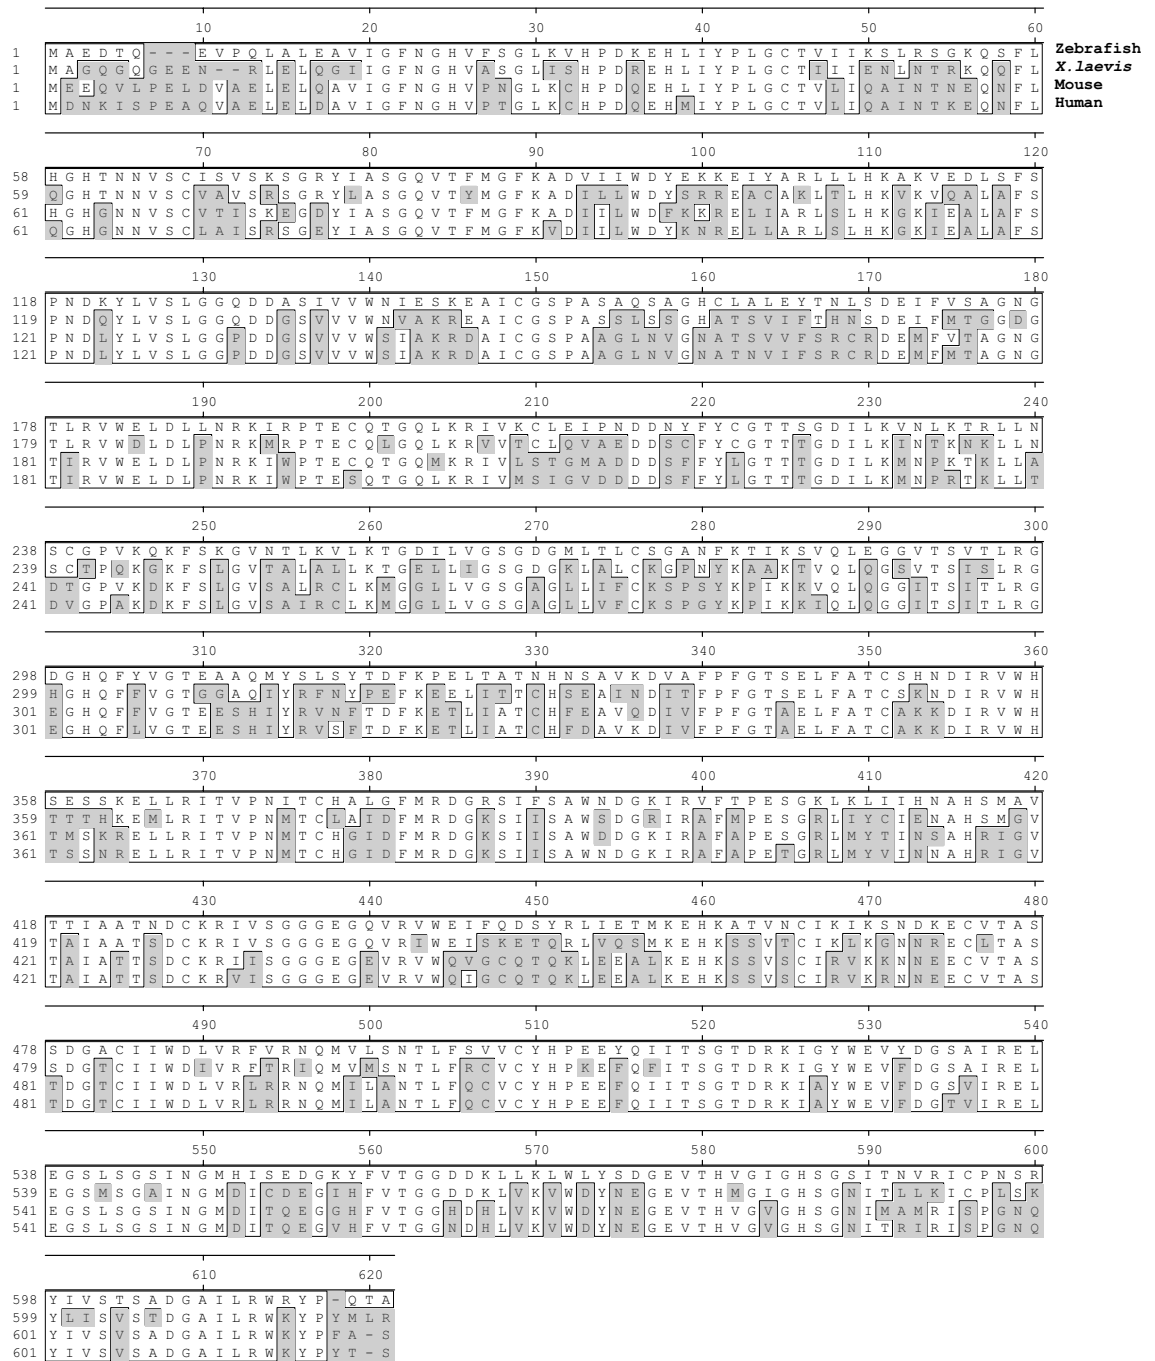 10 20 30 40 50 60
1 MAEDTQ---EVPQLALEAVIGFNGHVFSGLKVHPDKEHLIYPLGCTVIIKSLRSGKQSFL Zebrafish
1 MAGQGQGEEN--RLELQGIIGFNGHVASGLISHPDREHLIYPLGCTIIIENLNTRKQQFL X.laevis
1 MEEQVLPELDVAELELQAVIGFNGHVPNGLKCHPDQEHLIYPLGCTVLIQAINTNEQNFL Mouse
1 MDNKISPEAQVAELELDAVIGFNGHVPTGLKCHPDQEHMIYPLGCTVLIQAINTKEQNFL Human
70 80 90 100 110 120
58 HGHTNNVSCISVSKSGRYIASGQVTFMGFKADVIIWDYEKKEIYARLLLHKAKVEDLSFS
59 QGHTNNVSCVAVSRSGRYLASGQVTYMGFKADILLWDYSRREACAKLTLHKVKVQALAFS
61 HGHGNNVSCVTISKEGDYIASGQVTFMGFKADIILWDFKKRELIARLSLHKGKIEALAFS
61 QGHGNNVSCLAISRSGEYIASGQVTFMGFKVDIILWDYKNRELLARLSLHKGKIEALAFS
130 140 150 160 170 180
118 PNDKYLVSLGGQDDASIVVWNIESKEAICGSPASAQSAGHCLALEYTNLSDEIFVSAGNG
119 PNDQYLVSLGGQDDGSVVVWNVAKREAICGSPASSLSSGHATSVIFTHNSDEIFMTGGDG
121 PNDLYLVSLGGPDDGSVVVWSIAKRDAICGSPAAGLNVGNATSVVFSRCRDEMFVTAGNG
121 PNDLYLVSLGGPDDGSVVVWSIAKRDAICGSPAAGLNVGNATNVIFSRCRDEMFMTAGNG
190 200 210 220 230 240
178 TLRVWELDLLNRKIRPTECQTGQLKRIVKCLEIPNDDNYFYCGTTSGDILKVNLKTRLLN
179 TLRVWDLDLPNRKMRPTECQLGQLKRVVTCLQVAEDDSCFYCGTTTGDILKINTKNKLLN
181 TIRVWELDLPNRKIWPTECQTGQMKRIVLSTGMADDDSFFYLGTTTGDILKMNPKTKLLA
181 TIRVWELDLPNRKIWPTESQTGQLKRIVMSIGVDDDDSFFYLGTTTGDILKMNPRTKLLT
250 260 270 280 290 300
238 SCGPVKQKFSKGVNTLKVLKTGDILVGSGDGMLTLCSGANFKTIKSVQLEGGVTSVTLRG
239 SCTPQKGKFSLGVTALALLKTGELLIGSGDGKLALCKGPNYKAAKTVQLQGSVTSISLRG
241 DTGPVKDKFSLGVSALRCLKMGGLLVGSGAGLLIFCKSPSYKPIKKVQLQGGITSITLRG
241 DVGPAKDKFSLGVSAIRCLKMGGLLVGSGAGLLVFCKSPGYKPIKKIQLQGGITSITLRG
310 320 330 340 350 360
298 DGHQFYVGTEAAQMYSLSYTDFKPELTATNHNSAVKDVAFPFGTSELFATCSHNDIRVWH
299 HGHQFFVGTGGAQIYRFNYPEFKEELITTCHSEAINDITFPFGTSELFATCSKNDIRVWH
301 EGHQFFVGTEESHIYRVNFTDFKETLIATCHFEAVQDIVFPFGTAELFATCAKKDIRVWH
301 EGHQFLVGTEESHIYRVSFTDFKETLIATCHFDAVKDIVFPFGTAELFATCAKKDIRVWH
370 380 390 400 410 420
358 SESSKELLRITVPNITCHALGFMRDGRSIFSAWNDGKIRVFTPESGKLKLIIHNAHSMAV
359 TTTHKEMLRITVPNMTCLAIDFMRDGKSIISAWSDGRIRAFMPESGRLIYCIENAHSMGV
361 TMSKRELLRITVPNMTCHGIDFMRDGKSIISAWDDGKIRAFAPESGRLMYTINSAHRIGV
361 TSSNRELLRITVPNMTCHGIDFMRDGKSIISAWNDGKIRAFAPETGRLMYVINNAHRIGV
430 440 450 460 470 480
418 TTIAATNDCKRIVSGGGEGQVRVWEIFQDSYRLIETMKEHKATVNCIKIKSNDKECVTAS
419 TAIAATSDCKRIVSGGGEGQVRIWEISKETQRLVQSMKEHKSSVTCIKLKGNNRECLTAS
421 TAIATTSDCKRIISGGGEGEVRVWQVGCQTQKLEEALKEHKSSVSCIRVKKNNEECVTAS
421 TAIATTSDCKRVISGGGEGEVRVWQIGCQTQKLEEALKEHKSSVSCIRVKRNNEECVTAS
490 500 510 520 530 540
478 SDGACIIWDLVRFVRNQMVLSNTLFSVVCYHPEEYQIITSGTDRKIGYWEVYDGSAIREL
479 SDGTCIIWDIVRFTRIQMVMSNTLFRCVCYHPKEFQFITSGTDRKIGYWEVFDGSAIREL
481 TDGTCIIWDLVRLRRNQMILANTLFQCVCYHPEEFQIITSGTDRKIAYWEVFDGSVIREL
481 TDGTCIIWDLVRLRRNQMILANTLFQCVCYHPEEFQIITSGTDRKIAYWEVFDGTVIREL
550 560 570 580 590 600
538 EGSLSGSINGMHISEDGKYFVTGGDDKLLKLWLYSDGEVTHVGIGHSGSITNVRICPNSR
539 EGSMSGAINGMDICDEGIHFVTGGDDKLVKVWDYNEGEVTHMGIGHSGNITLLKICPLSK
541 EGSLSGSINGMDITQEGGHFVTGGHDHLVKVWDYNEGEVTHVGVGHSGNIMAMRISPGNQ
541 EGSLSGSINGMDITQEGVHFVTGGNDHLVKVWDYNEGEVTHVGVGHSGNITRIRISPGNQ
610 620
598 YIVSTSADGAILRWRYP-QTA
599 YLISVSTDGAILRWKYPYMLR
601 YIVSVSADGAILRWKYPFA-S
601 YIVSVSADGAILRWKYPYT-S